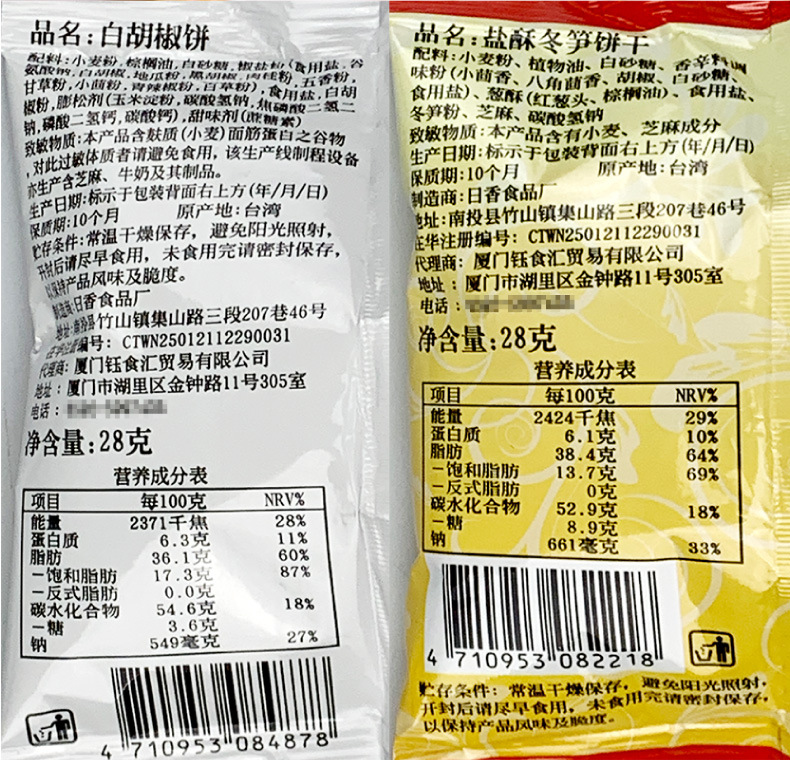 品名:白胡椒饼
配料:小麦粉,棕榈油,白砂糖,椒盐粉(食用盐,谷
氨酸钠,白胡椒,地瓜粉,黑胡椒,肉桂粉,五香粉,
甘草粉,小茴粉,青辣椒粉,百草粉),食用盐,白胡
椒粉,膨松剂(玉米淀粉,碳酸氢钠,焦磷酸二氢二
钠,磷酸二氢钙,碳酸钙),甜味剂(蔗糖素)
致敏物质:本产品含麸质(小麦)面筋蛋白之谷物
,对此过敏体质者请避免食用,该生产线制程设备
亦生产含芝麻、牛奶及其制品。
生产日期:标示于包装背面右上方(年/月/日)
保质期:10个月 原产地:台湾
贮存条件:常温干燥保存,避免阳光照射,
开封后请尽早食用,未食用完请密封保存,
以保持产品风味及脆度。
制造商:日香食品厂
地址:南投县竹山镇集山路三段207巷46号
在华注册编号:CTWN25012112290031
代理商:厦门钰食汇贸易有限公司
地址:厦门市湖里区金钟路11号305室
电话:
净含量:28克
营养成分表
项目 每100克 NRV%
能量 2371千焦 28%
蛋白质 6.3克 11%
脂肪 36.1克 60%
—饱和脂肪 17.3克 87%
—反式脂肪 0.0克
碳水化合物 54.6克 18%
—糖 3.6克
钠 549毫克 27%
4 710953 084878
品名:盐酥冬笋饼干
配料:小麦粉、植物油、白砂糖、香辛料调
味粉(小茴香、八角茴香、胡椒、白砂糖、
食用盐)、葱酥(红葱头、棕榈油)、食用盐、
冬笋粉、芝麻、碳酸氢钠
致敏物质:本产品含有小麦、芝麻成分
生产日期:标示于包装背面右上方(年/月/日)
保质期:10个月 原产地:台湾
制造商:日香食品厂
地址:南投县竹山镇集山路三段207巷46号
在华注册编号:CTWN25012112290031
代理商:厦门钰食汇贸易有限公司
地址:厦门市湖里区金钟路11号305室
电话:
净含量:28克
营养成分表
项目 每100克 NRV%
能量 2424千焦 29%
蛋白质 6.1克 10%
脂肪 38.4克 64%
—饱和脂肪 13.7克 69%
—反式脂肪 0克
碳水化合物 52.9克 18%
—糖 8.9克
钠 661毫克 33%
4 710953 082218
贮存条件:常温干燥保存,避免阳光照射,
开封后请尽早食用,未食用完请密封保存,
以保持产品风味及脆度。